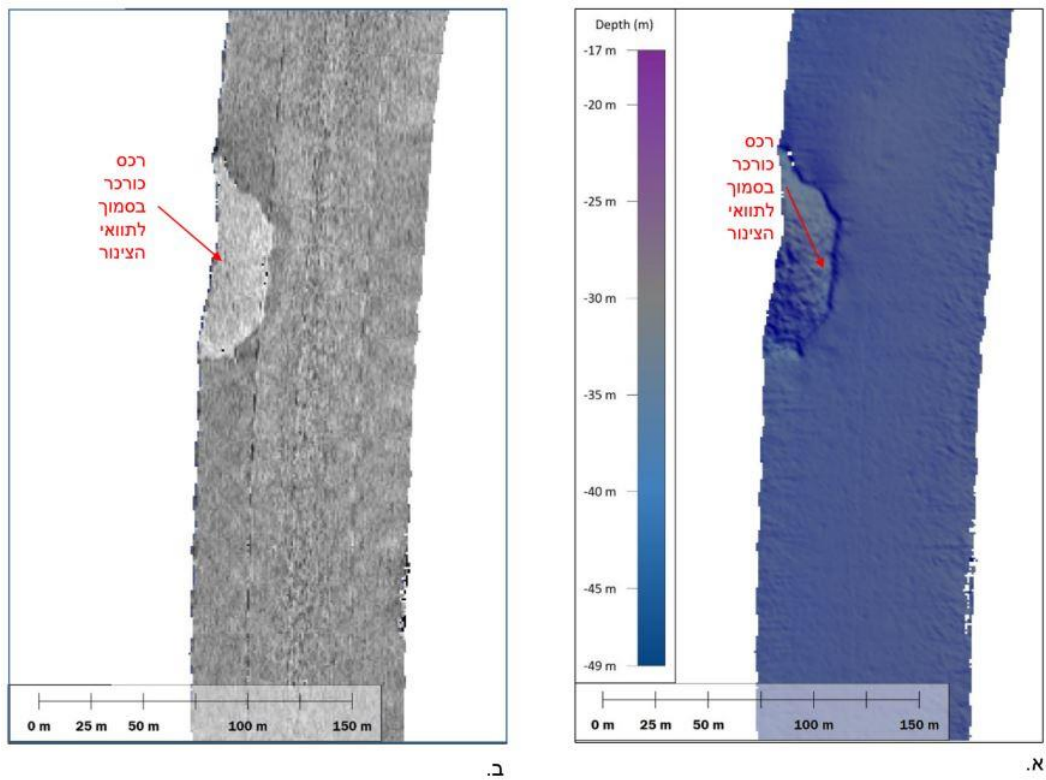 Depth (m)
-17 m
-20 m
-25 m
-30 m
-35 m
-40 m
-45 m
-49 m
רכס
כורכר
בסמוך
לתוואי
הצינור
0 m 25 m 50 m 100 m 150 m
א.
רכס
כורכר
בסמוך
לתוואי
הצינור
0 m 25 m 50 m 100 m 150 m
ב.